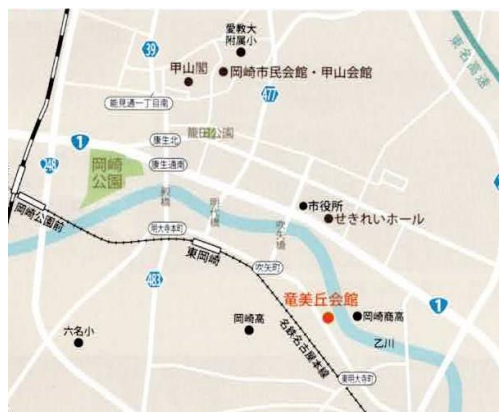 愛教大
附属小
39
甲山閣
岡崎市民会館・甲山会館
477
東名高速
能見通一丁目南
1
康生北
龍田公園
248
岡崎
公園
康生通南
殿橋
明代橋
市役所
せきれいホール
岡崎公園前
明大寺本町
吹矢橋
東岡崎
吹矢町
483
竜美丘会館
1
六名小
岡崎高
岡崎商高
名鉄名古屋本線
乙川
東明大寺町